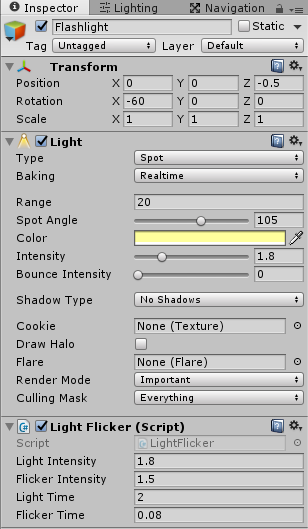 Inspector Lighting Navigation
Flashlight Static
Tag Untagged Layer Default
Transform
Position X 0 Y 0 Z -0.5
Rotation X -60 Y 0 Z 0
Scale X 1 Y 1 Z 1
Light
Type Spot
Baking Realtime
Range 20
Spot Angle 105
Color
Intensity 1.8
Bounce Intensity 0
Shadow Type No Shadows
Cookie None (Texture)
Draw Halo
Flare None (Flare)
Render Mode Important
Culling Mask Everything
Light Flicker (Script)
Script LightFlicker
Light Intensity 1.8
Flicker Intensity 1.5
Light Time 2
Flicker Time 0.08